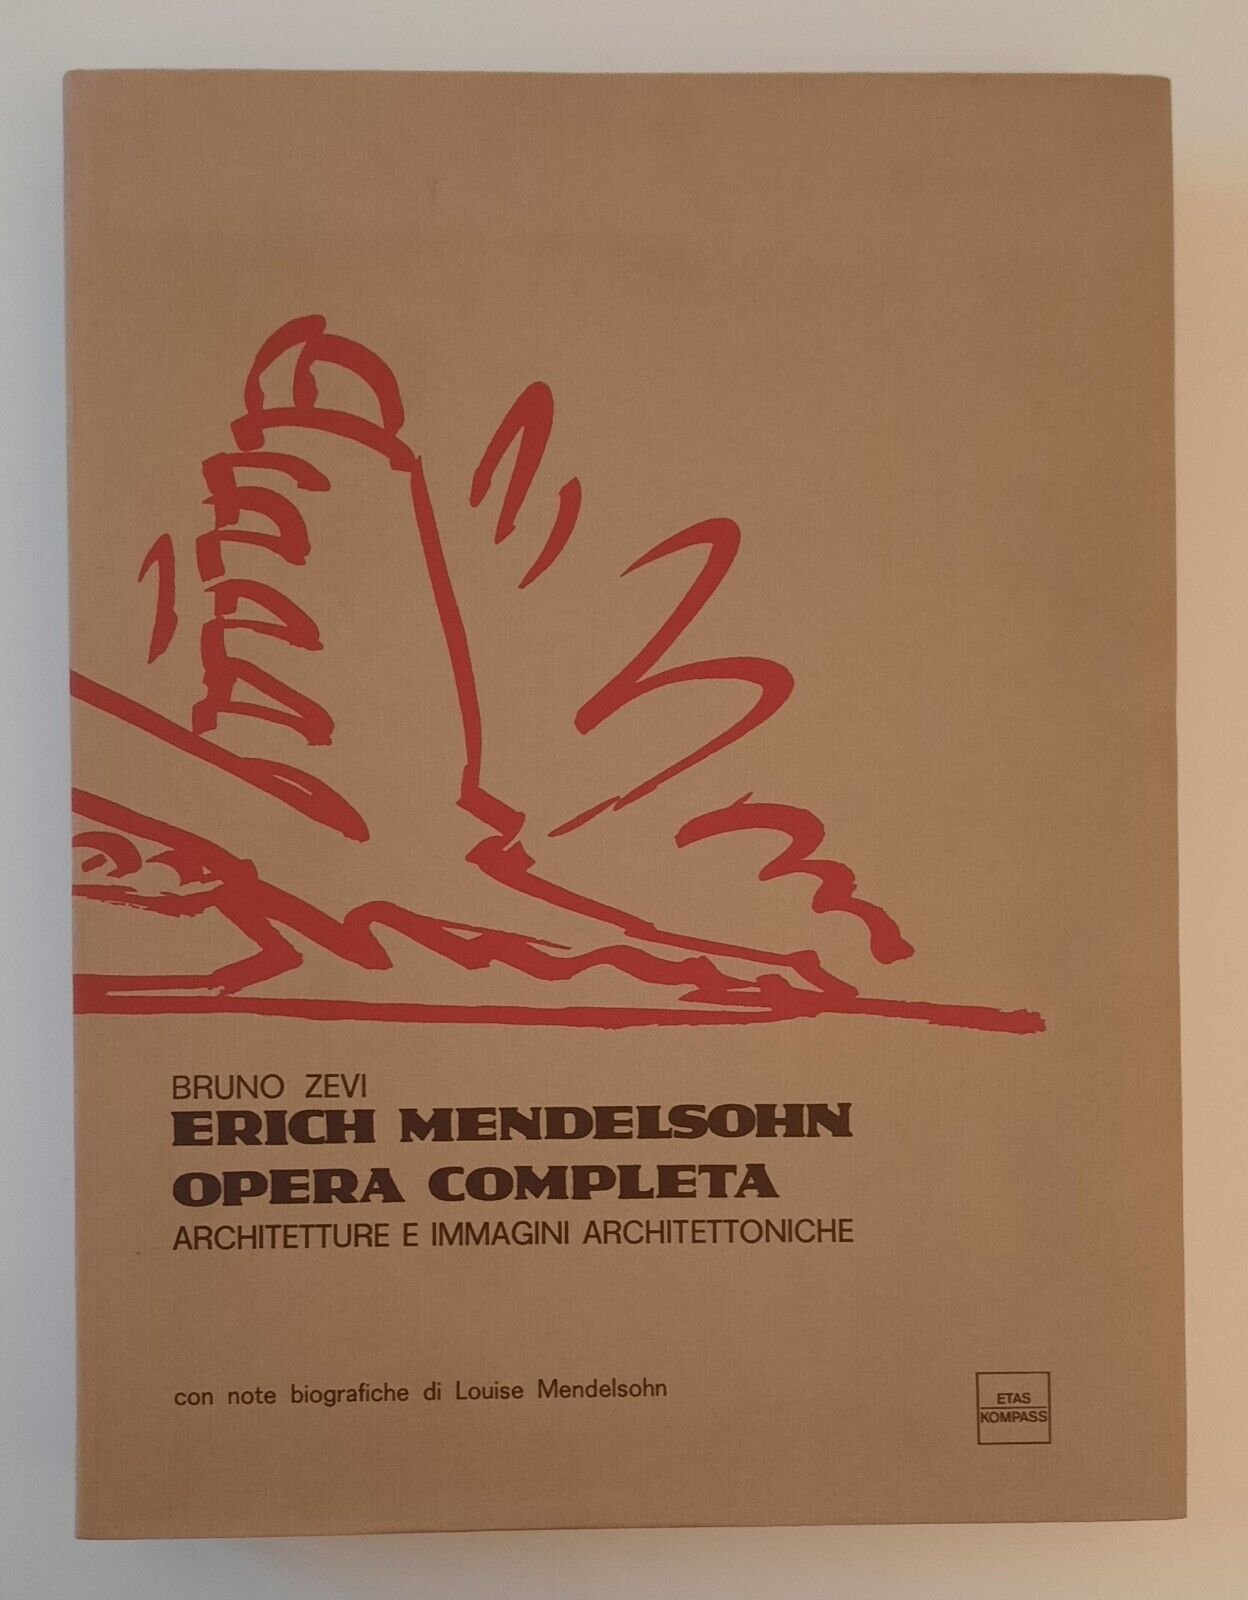 BRUNO ZEVI
ERICH MENDELSOHN
OPERA COMPLETA
ARCHITETTURE E IMMAGINI ARCHITETTONICHE
con note biografiche di Louise Mendelsohn
ETAS
KOMPASS